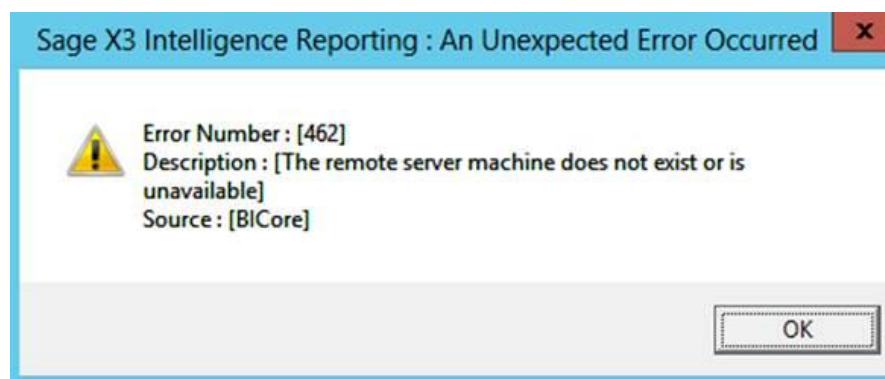 Sage X3 Intelligence Reporting : An Unexpected Error Occurred
x
Error Number : [462]
Description : [The remote server machine does not exist or is
unavailable]
Source : [BICore]
OK